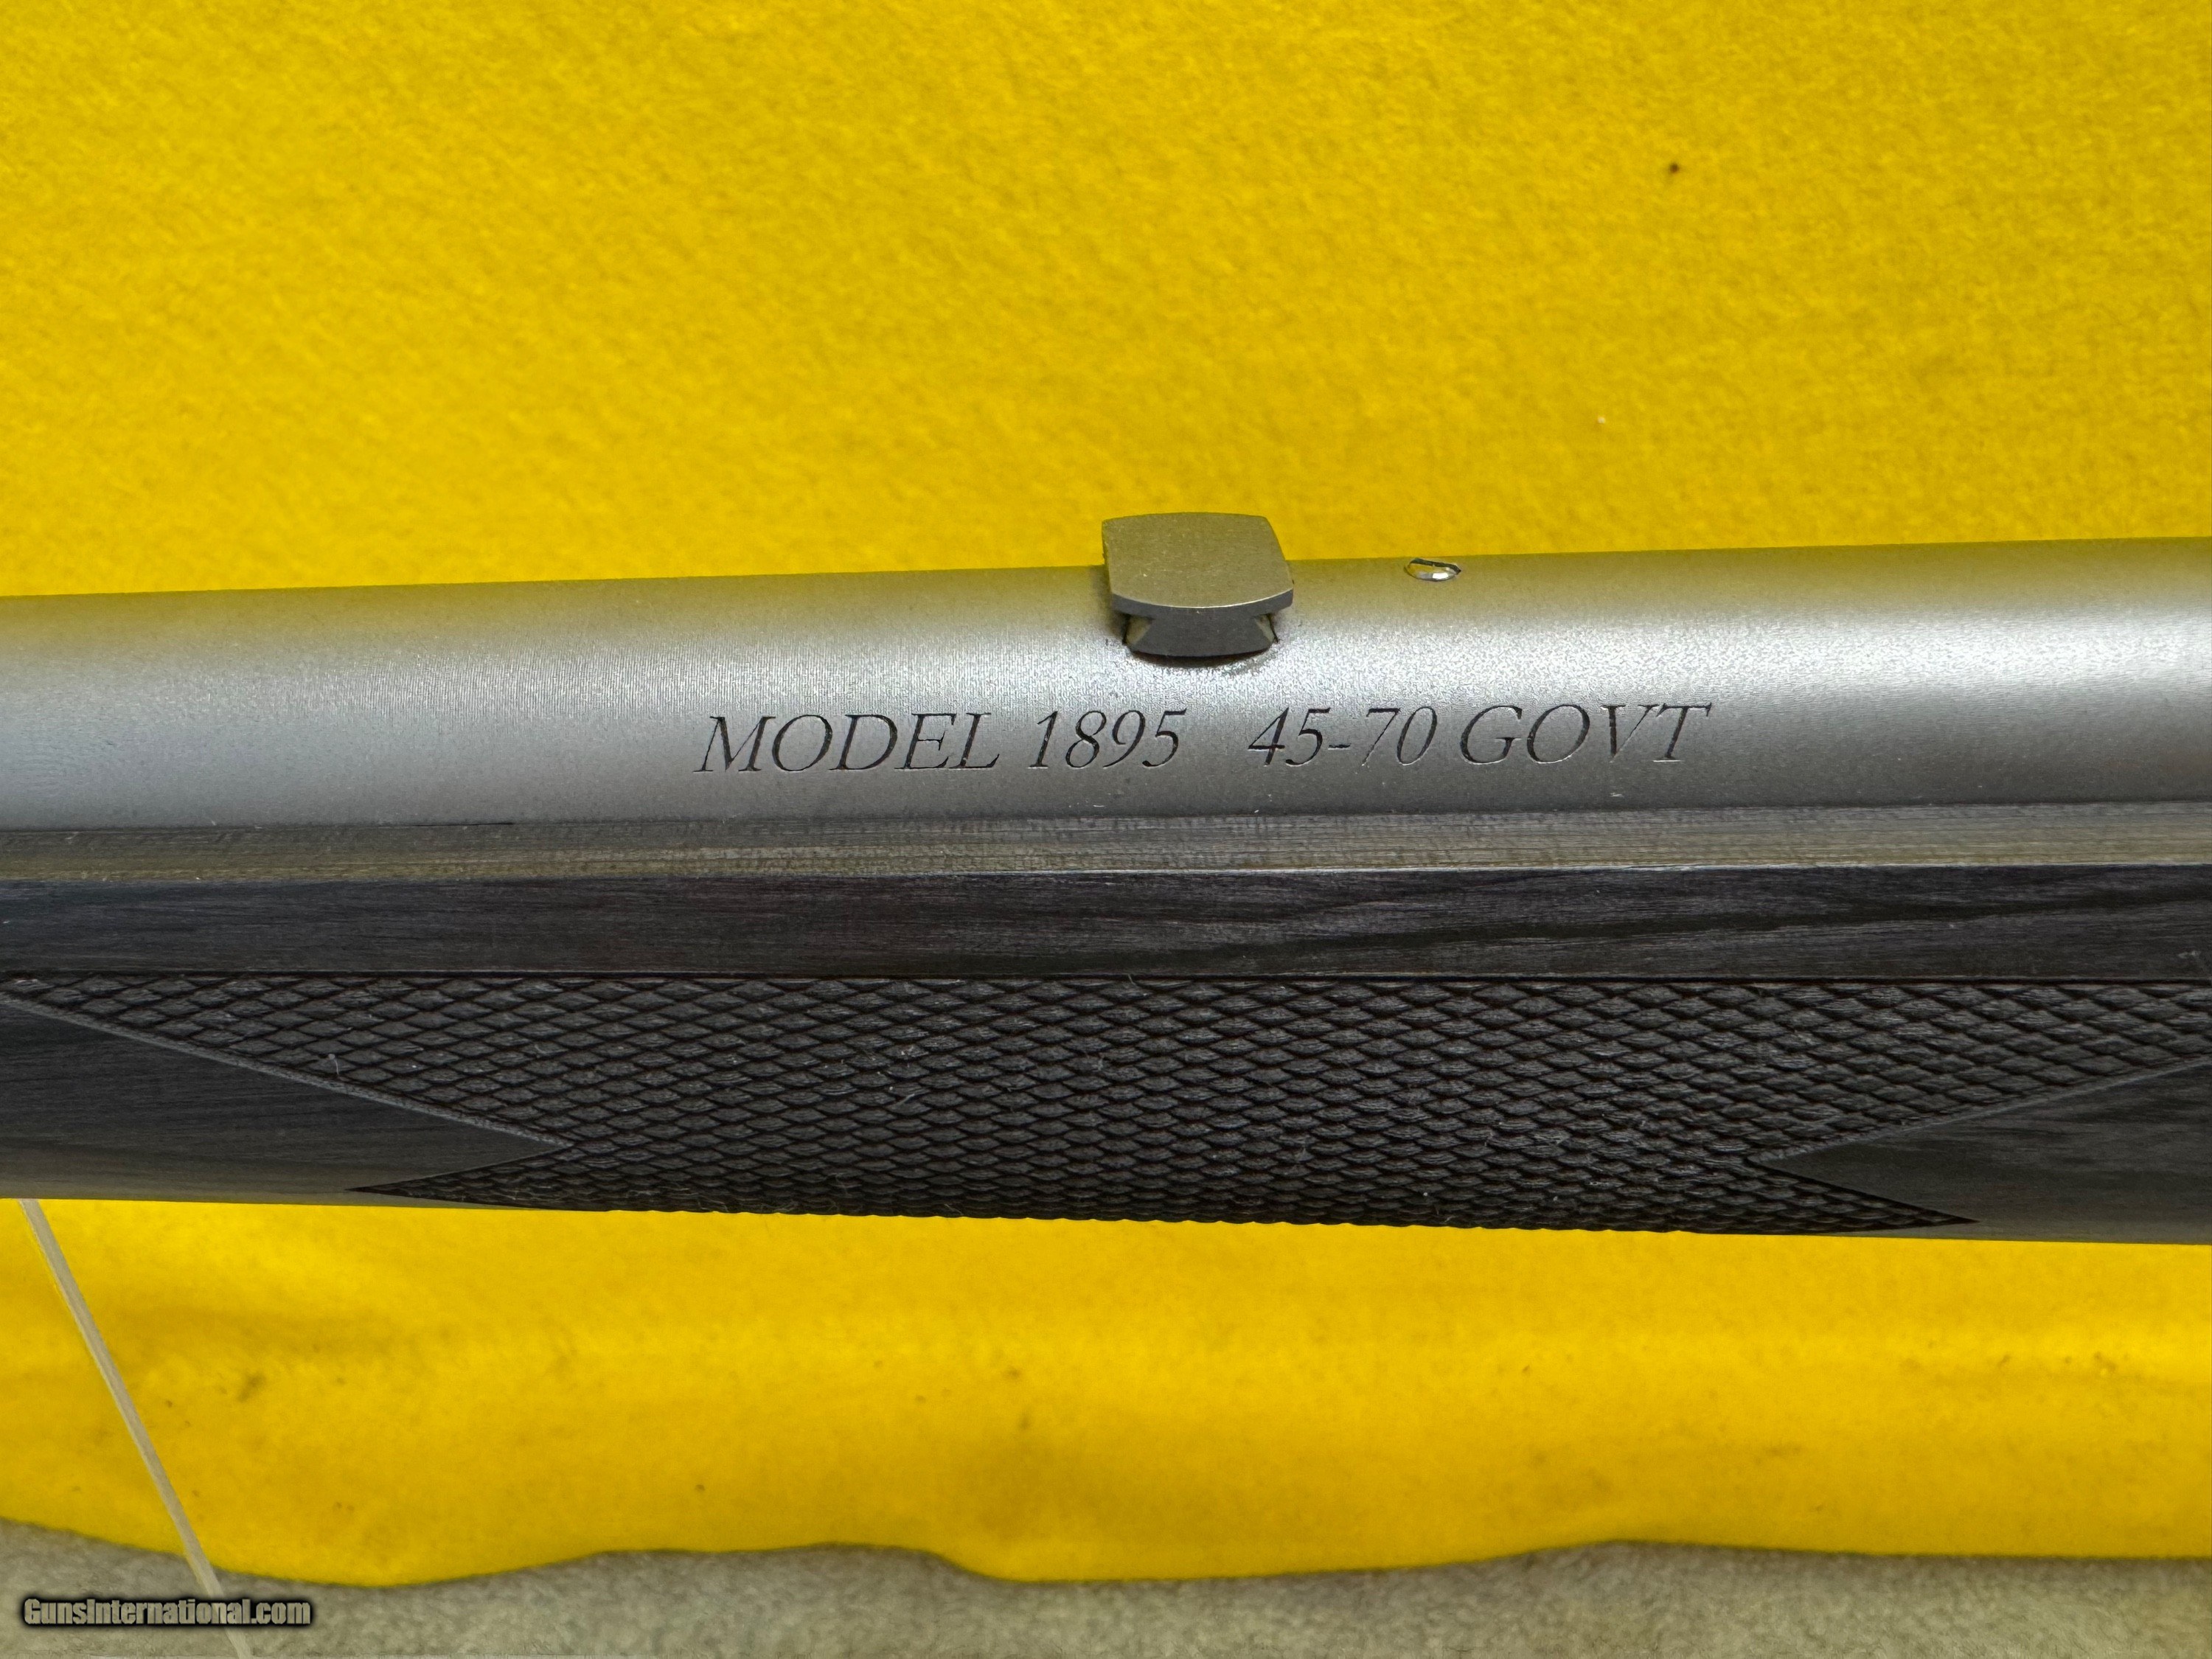 MODEL 1895 45-70 GOVT
GunsInternational.com